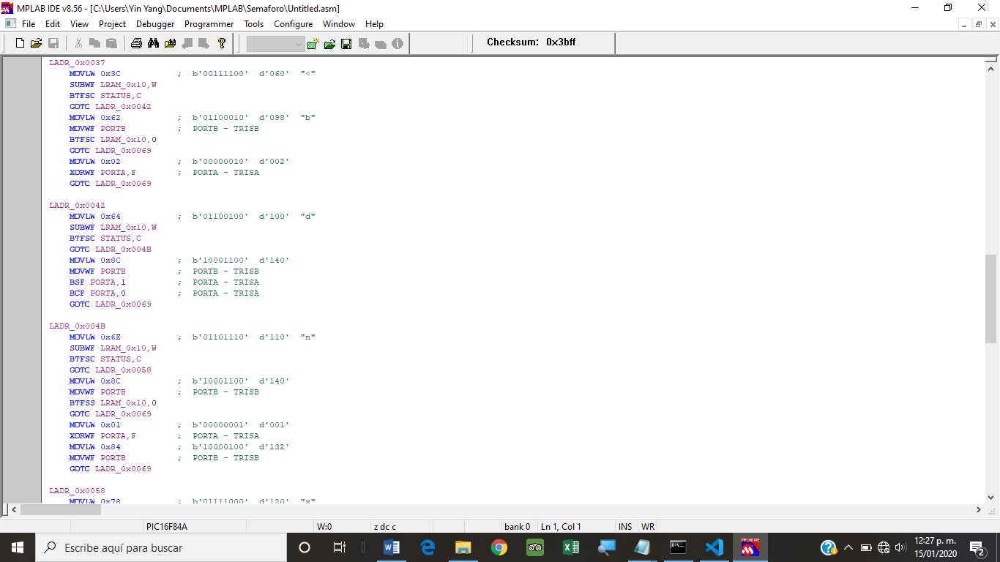 MPLAB IDE v8.56 - [C:\Users\Yin Yang\Documents\MPLAB\Semaforo\Untitled.asm]
File Edit View Project Debugger Programmer Tools Configure Window Help
Checksum: 0x3bff
LADR_0x0037
MOVLW 0x3C ; b'00111100' d'060' "<"
SUBWF LRAM_0x10,W
BTFSC STATUS,C
GOTO LADR_0x0042
MOVLW 0x62 ; b'01100010' d'098' "b"
MOVWF PORTB ; PORTB - TRISB
BTFSC LRAM_0x10,0
GOTO LADR_0x0069
MOVLW 0x02 ; b'00000010' d'002'
XORWF PORTA,F ; PORTA - TRISA
GOTO LADR_0x0069
LADR_0x0042
MOVLW 0x64 ; b'01100100' d'100' "d"
SUBWF LRAM_0x10,W
BTFSC STATUS,C
GOTO LADR_0x004B
MOVLW 0x8C ; b'10001100' d'140'
MOVWF PORTB ; PORTB - TRISB
BSF PORTA,1 ; PORTA - TRISA
BCF PORTA,0 ; PORTA - TRISA
GOTO LADR_0x0069
LADR_0x004B
MOVLW 0x6E ; b'01101110' d'110' "n"
SUBWF LRAM_0x10,W
BTFSC STATUS,C
GOTO LADR_0x0058
MOVLW 0x8C ; b'10001100' d'140'
MOVWF PORTB ; PORTB - TRISB
BTFSS LRAM_0x10,0
GOTO LADR_0x0069
MOVLW 0x01 ; b'00000001' d'001'
XORWF PORTA,F ; PORTA - TRISA
MOVLW 0x84 ; b'10000100' d'132'
MOVWF PORTB ; PORTB - TRISB
GOTO LADR_0x0069
LADR_0x0058
MOVLW 0x78 ; b'01111000' d'120' "x"
PIC16F84A W:0 z dc c bank 0 Ln 1, Col 1 INS WR
Escribe aquí para buscar
12:27 p. m.
15/01/2020
2